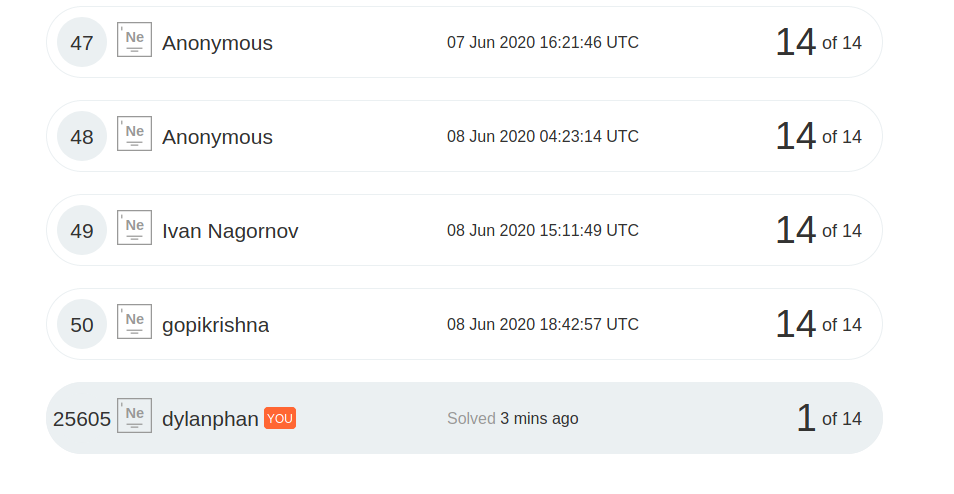 47 Ne Anonymous 07 Jun 2020 16:21:46 UTC 14 of 14
48 Ne Anonymous 08 Jun 2020 04:23:14 UTC 14 of 14
49 Ne Ivan Nagornov 08 Jun 2020 15:11:49 UTC 14 of 14
50 Ne gopikrishna 08 Jun 2020 18:42:57 UTC 14 of 14
25605 Ne dylanphan YOU Solved 3 mins ago 1 of 14